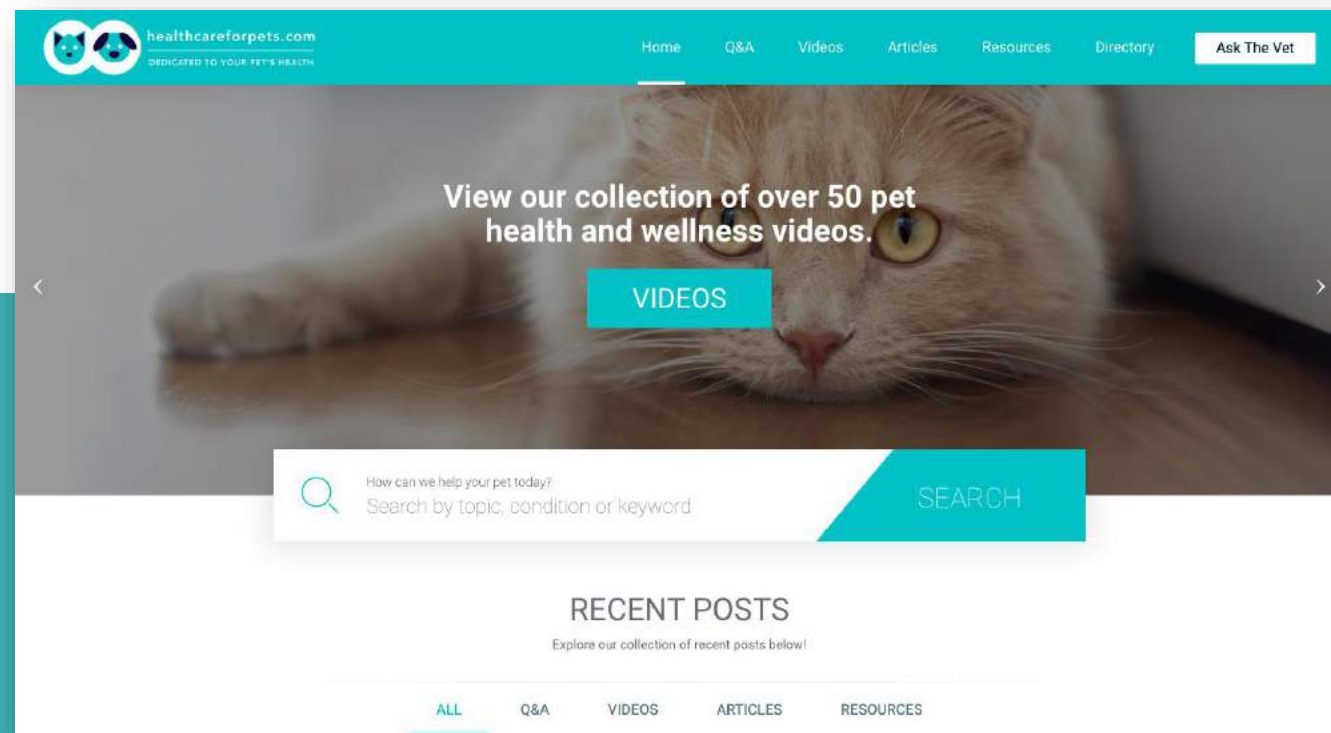 healthcareforpets.com
DEDICATED TO YOUR PET'S HEALTH
Home Q&A Videos Articles Resources Directory Ask The Vet
View our collection of over 50 pet
health and wellness videos.
VIDEOS
How can we help your pet today?
Search by topic, condition or keyword
SEARCH
RECENT POSTS
Explore our collection of recent posts below!
ALL Q&A VIDEOS ARTICLES RESOURCES